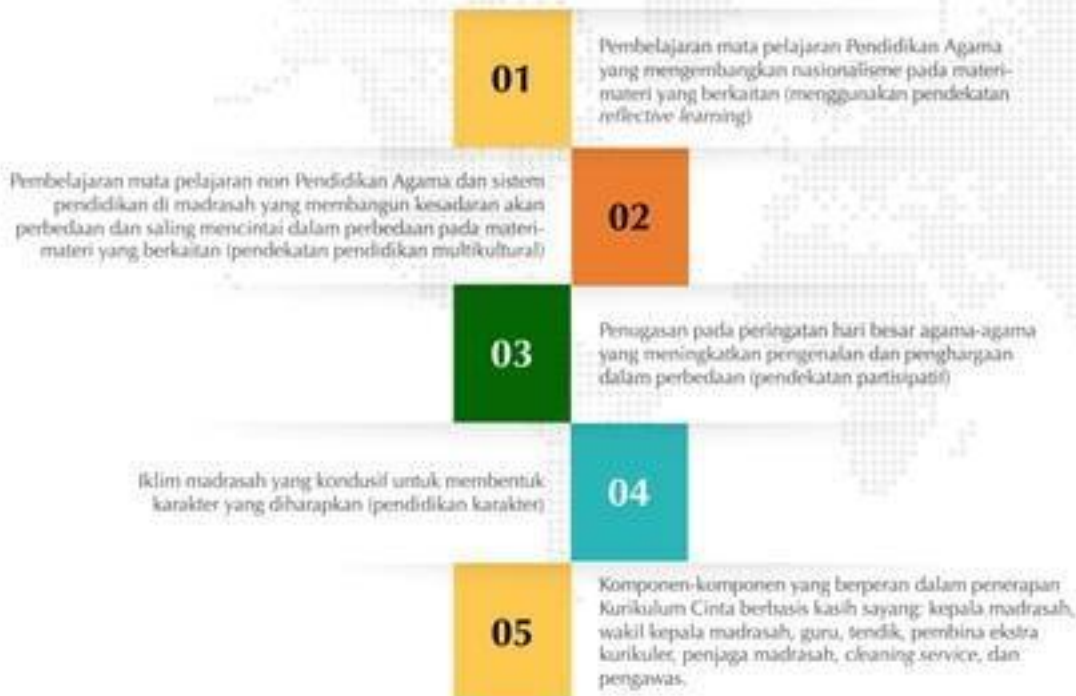 01
Pembelajaran mata pelajaran Pendidikan Agama
yang mengembangkan nasionalisme pada materi-
materi yang berkaitan (menggunakan pendekatan
reflective learning)
Pembelajaran mata pelajaran non Pendidikan Agama dan sistem
pendidikan di madrasah yang membangun kesadaran akan
perbedaan dan saling mencintai dalam perbedaan pada materi-
materi yang berkaitan (pendekatan pendidikan multikultural)
02
03
Penugasan pada peringatan hari besar agama-agama
yang meningkatkan pengenalan dan penghargaan
dalam perbedaan (pendekatan partisipatif)
Iklim madrasah yang kondusif untuk membentuk
karakter yang diharapkan (pendidikan karakter)
04
05
Komponen-komponen yang berperan dalam penerapan
Kurikulum Cinta berbasis kasih sayang: kepala madrasah,
wakil kepala madrasah, guru, tendik, pembina ekstra
kurikuler, penjaga madrasah, cleaning service, dan
pengawas.